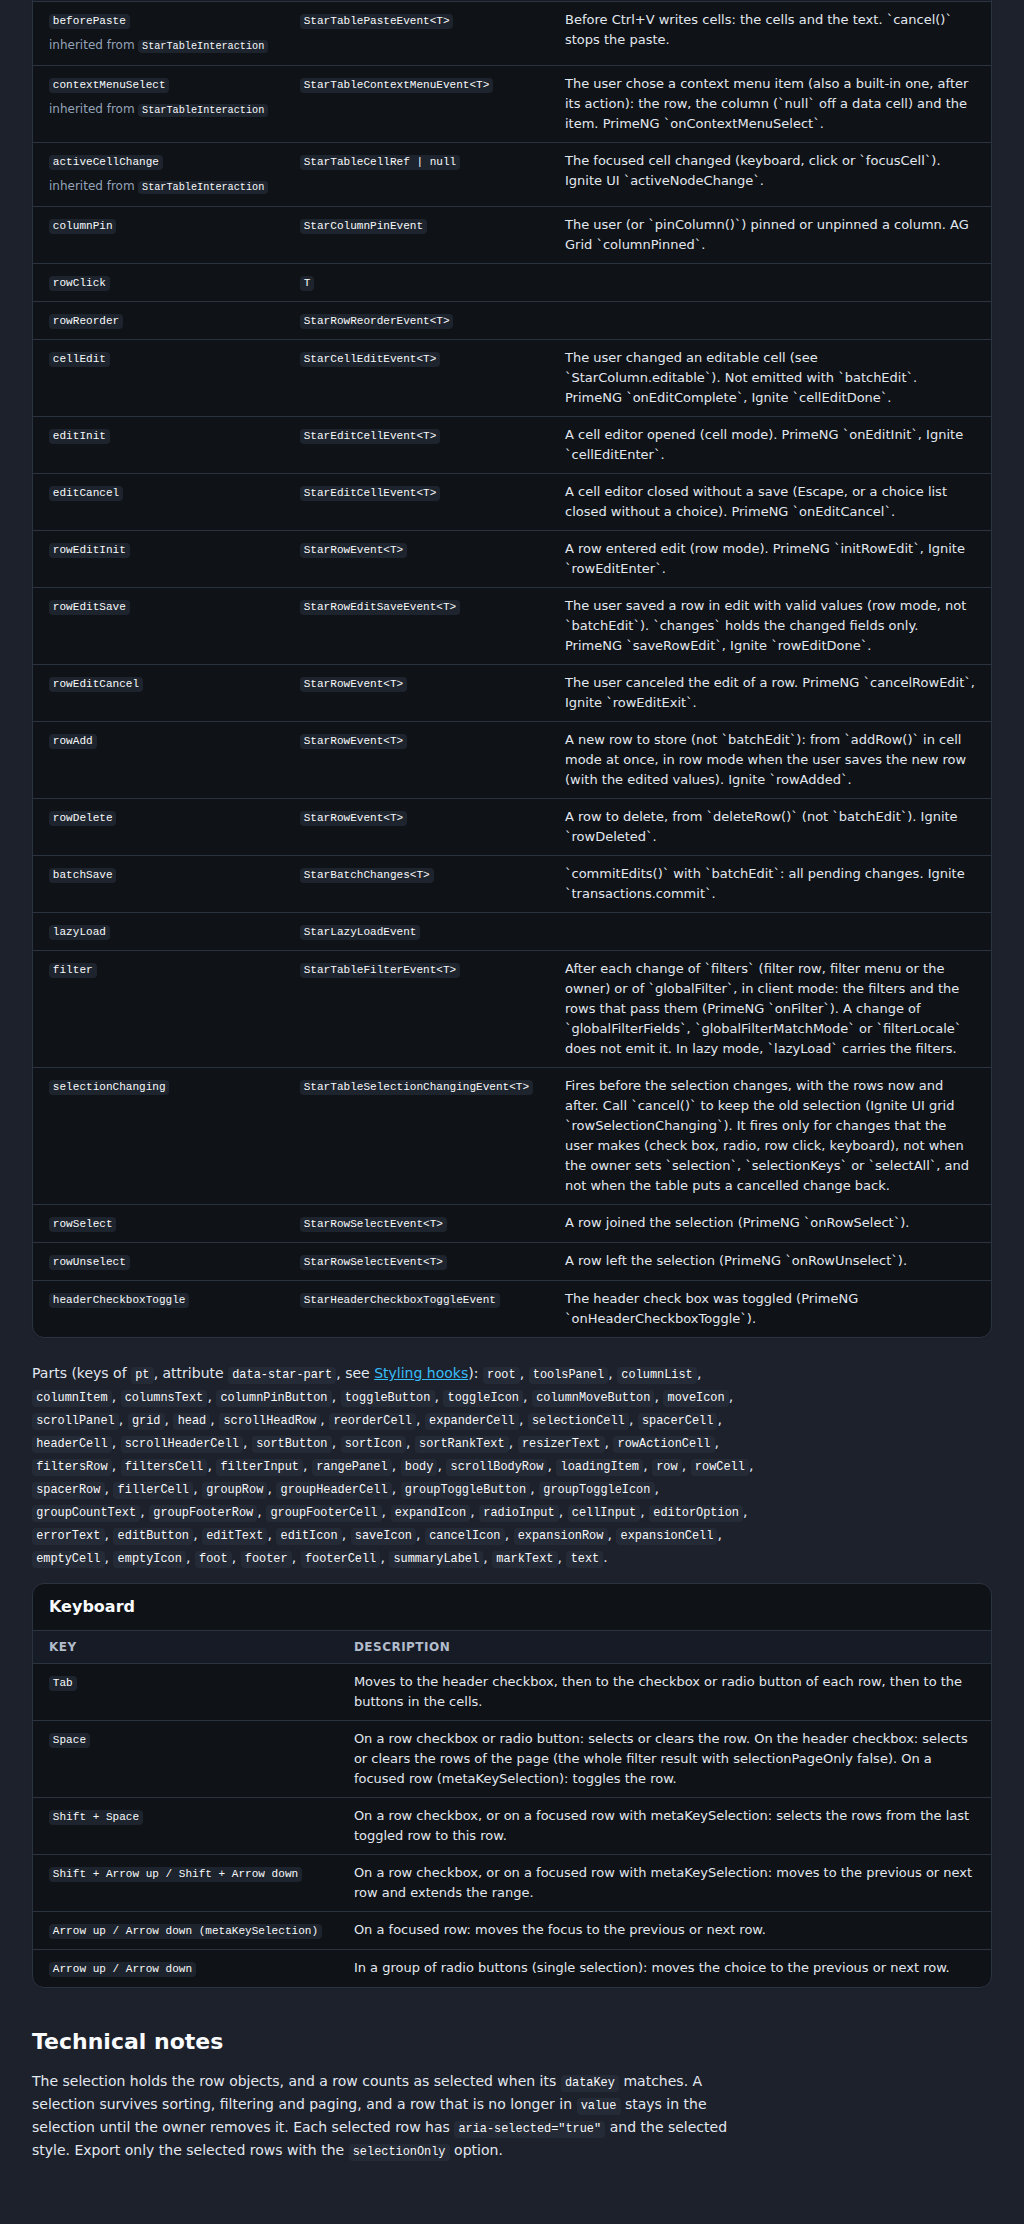 beforePaste
inherited from StarTableInteraction
StarTablePasteEvent<T>
Before Ctrl+V writes cells: the cells and the text. `cancel()`
stops the paste.
contextMenuSelect
inherited from StarTableInteraction
StarTableContextMenuEvent<T>
The user chose a context menu item (also a built-in one, after
its action): the row, the column (`null` off a data cell) and the
item. PrimeNG `onContextMenuSelect`.
activeCellChange
inherited from StarTableInteraction
StarTableCellRef | null
The focused cell changed (keyboard, click or `focusCell`).
Ignite UI `activeNodeChange`.
columnPin
StarColumnPinEvent
The user (or `pinColumn()`) pinned or unpinned a column. AG
Grid `columnPinned`.
rowClick
T
rowReorder
StarRowReorderEvent<T>
cellEdit
StarCellEditEvent<T>
The user changed an editable cell (see
`StarColumn.editable`). Not emitted with `batchEdit`.
PrimeNG `onEditComplete`, Ignite `cellEditDone`.
editInit
StarEditCellEvent<T>
A cell editor opened (cell mode). PrimeNG `onEditInit`, Ignite
`cellEditEnter`.
editCancel
StarEditCellEvent<T>
A cell editor closed without a save (Escape, or a choice list
closed without a choice). PrimeNG `onEditCancel`.
rowEditInit
StarRowEvent<T>
A row entered edit (row mode). PrimeNG `initRowEdit`, Ignite
`rowEditEnter`.
rowEditSave
StarRowEditSaveEvent<T>
The user saved a row in edit with valid values (row mode, not
`batchEdit`). `changes` holds the changed fields only.
PrimeNG `saveRowEdit`, Ignite `rowEditDone`.
rowEditCancel
StarRowEvent<T>
The user canceled the edit of a row. PrimeNG `cancelRowEdit`,
Ignite `rowEditExit`.
rowAdd
StarRowEvent<T>
A new row to store (not `batchEdit`): from `addRow()` in cell
mode at once, in row mode when the user saves the new row
(with the edited values). Ignite `rowAdded`.
rowDelete
StarRowEvent<T>
A row to delete, from `deleteRow()` (not `batchEdit`). Ignite
`rowDeleted`.
batchSave
StarBatchChanges<T>
`commitEdits()` with `batchEdit`: all pending changes. Ignite
`transactions.commit`.
lazyLoad
StarLazyLoadEvent
filter
StarTableFilterEvent<T>
After each change of `filters` (filter row, filter menu or the
owner) or of `globalFilter`, in client mode: the filters and the
rows that pass them (PrimeNG `onFilter`). A change of
`globalFilterFields`, `globalFilterMatchMode` or `filterLocale`
does not emit it. In lazy mode, `lazyLoad` carries the filters.
selectionChanging
StarTableSelectionChangingEvent<T>
Fires before the selection changes, with the rows now and
after. Call `cancel()` to keep the old selection (Ignite UI grid
`rowSelectionChanging`). It fires only for changes that the
user makes (check box, radio, row click, keyboard), not when
the owner sets `selection`, `selectionKeys` or `selectAll`, and
not when the table puts a cancelled change back.
rowSelect
StarRowSelectEvent<T>
A row joined the selection (PrimeNG `onRowSelect`).
rowUnselect
StarRowSelectEvent<T>
A row left the selection (PrimeNG `onRowUnselect`).
headerCheckboxToggle
StarHeaderCheckboxToggleEvent
The header check box was toggled (PrimeNG
`onHeaderCheckboxToggle`).
Parts (keys of pt, attribute data-star-part, see Styling hooks): root, toolsPanel, columnList,
columnItem, columnsText, columnPinButton, toggleButton, toggleIcon, columnMoveButton, moveIcon,
scrollPanel, grid, head, scrollHeadRow, reorderCell, expanderCell, selectionCell, spacerCell,
headerCell, scrollHeaderCell, sortButton, sortIcon, sortRankText, resizerText, rowActionCell,
filtersRow, filtersCell, filterInput, rangePanel, body, scrollBodyRow, loadingItem, row, rowCell,
spacerRow, fillerCell, groupRow, groupHeaderCell, groupToggleButton, groupToggleIcon,
groupCountText, groupFooterRow, groupFooterCell, expandIcon, radioInput, cellInput, editorOption,
errorText, editButton, editText, editIcon, saveIcon, cancelIcon, expansionRow, expansionCell,
emptyCell, emptyIcon, foot, footer, footerCell, summaryLabel, markText, text.
Keyboard
KEY
DESCRIPTION
Tab
Moves to the header checkbox, then to the checkbox or radio button of each row, then to the
buttons in the cells.
Space
On a row checkbox or radio button: selects or clears the row. On the header checkbox: selects
or clears the rows of the page (the whole filter result with selectionPageOnly false). On a
focused row (metaKeySelection): toggles the row.
Shift + Space
On a row checkbox, or on a focused row with metaKeySelection: selects the rows from the last
toggled row to this row.
Shift + Arrow up / Shift + Arrow down
On a row checkbox, or on a focused row with metaKeySelection: moves to the previous or next
row and extends the range.
Arrow up / Arrow down (metaKeySelection)
On a focused row: moves the focus to the previous or next row.
Arrow up / Arrow down
In a group of radio buttons (single selection): moves the choice to the previous or next row.
Technical notes
The selection holds the row objects, and a row counts as selected when its dataKey matches. A
selection survives sorting, filtering and paging, and a row that is no longer in value stays in the
selection until the owner removes it. Each selected row has aria-selected="true" and the selected
style. Export only the selected rows with the selectionOnly option.